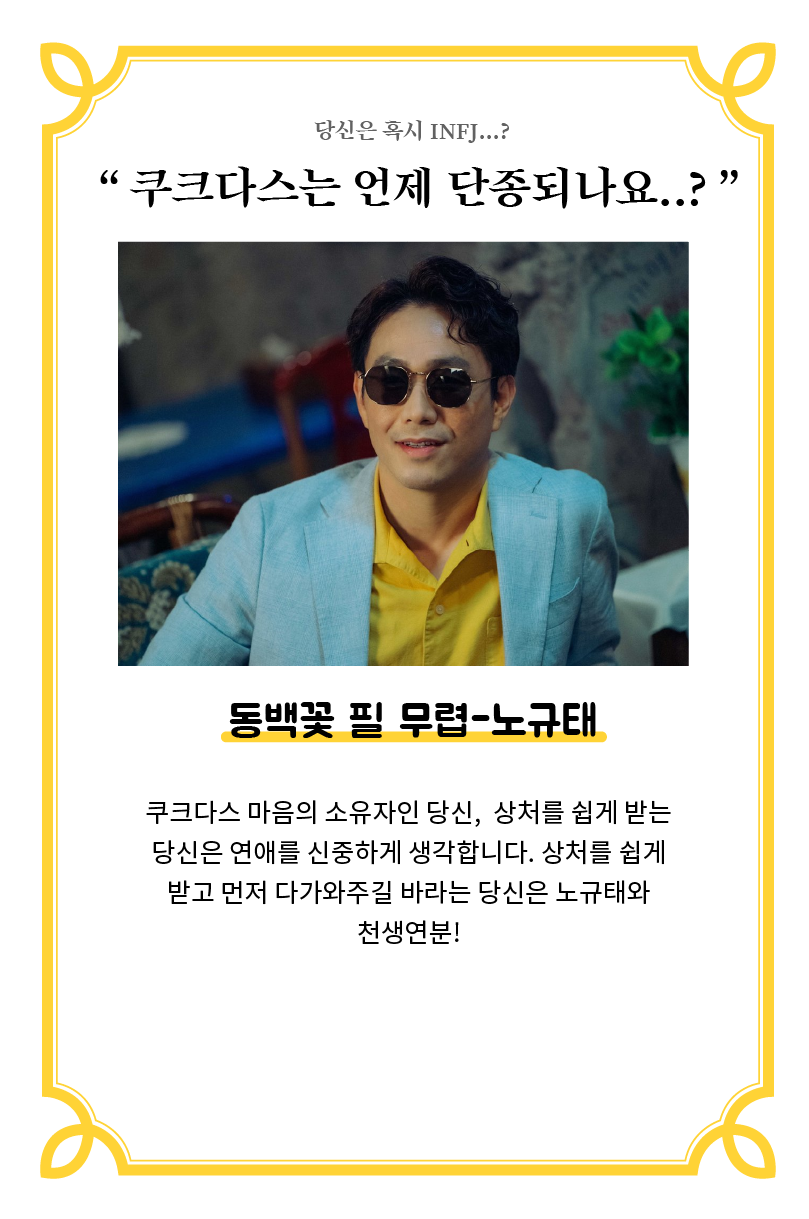 당신은 혹시 INFJ...?
“ 쿠크다스는 언제 단종되나요..? ”
동백꽃 필 무렵-노규태
쿠크다스 마음의 소유자인 당신, 상처를 쉽게 받는
당신은 연애를 신중하게 생각합니다. 상처를 쉽게
받고 먼저 다가와주길 바라는 당신은 노규태와
천생연분!